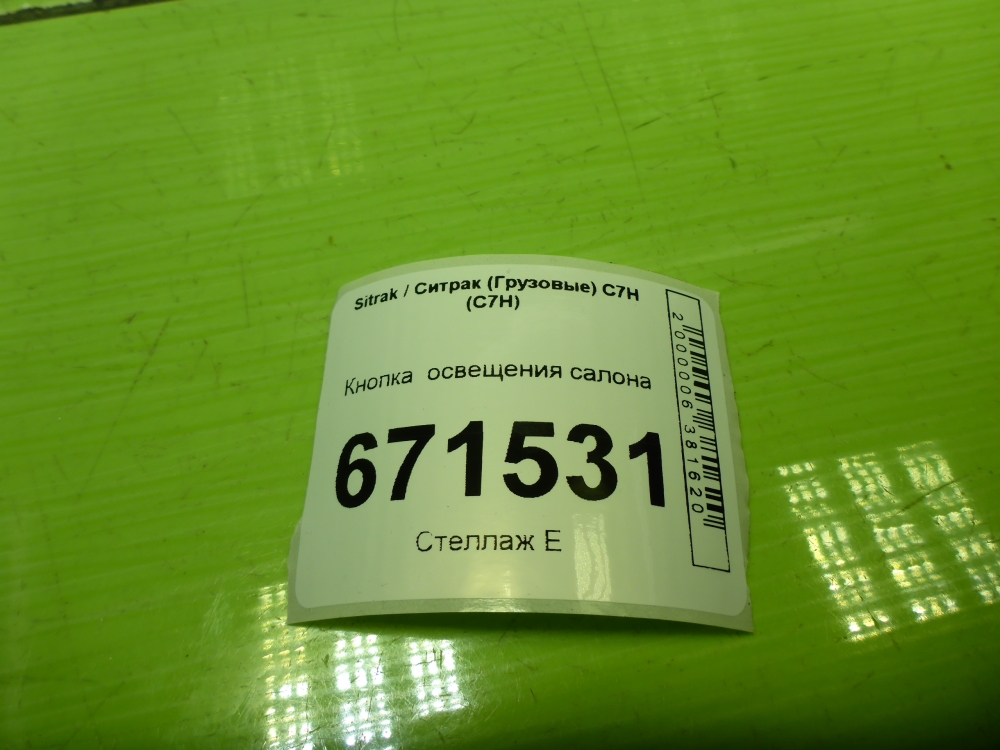 Sitrak / Ситрак (Грузовые) C7H
(C7H)
Кнопка освещения салона
671531
Стеллаж E
2000006381620